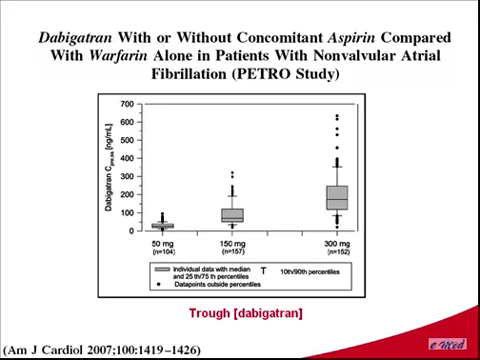 Dabigatran With or Without Concomitant Aspirin Compared
With Warfarin Alone in Patients With Nonvalvular Atrial
Fibrillation (PETRO Study)
700
600
500
400
300
200
100
0
Dabigatran C [ng/mL]
50 mg 150 mg 300 mg
(n=104) (n=157) (n=152)
Individual data with median T 10th/90th percentiles
and 25 th/75 th percentiles
• Datapoints outside percentiles
Trough [dabigatran]
(Am J Cardiol 2007;100:1419–1426)
e med